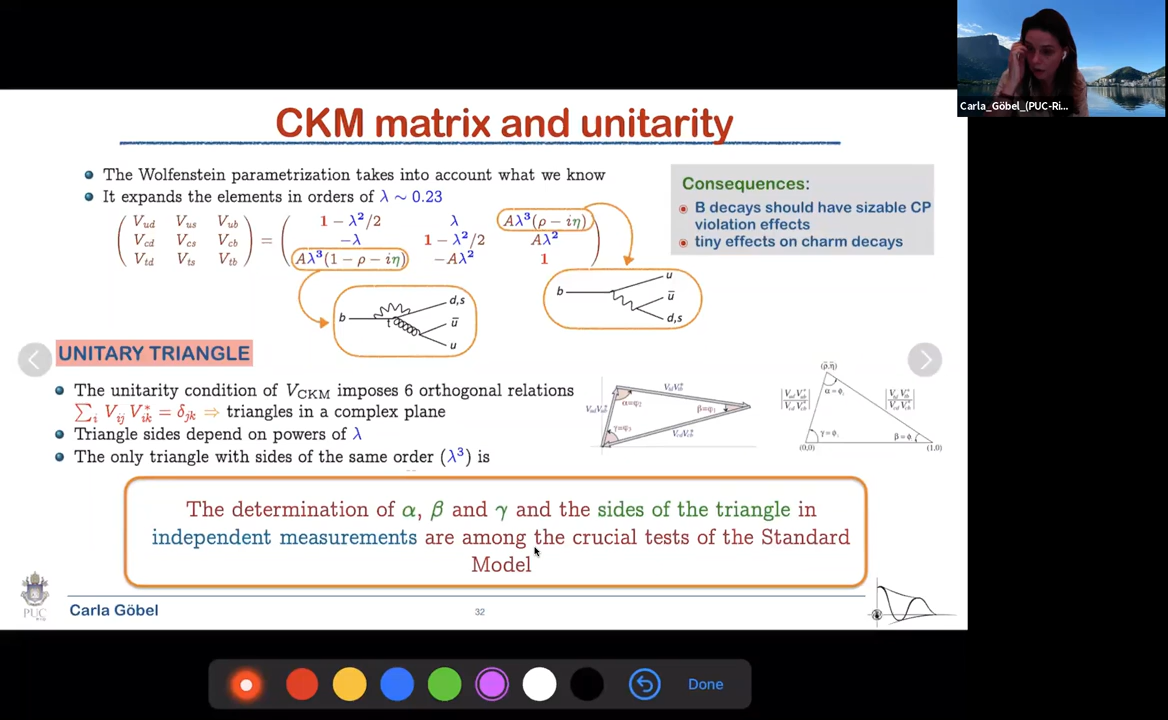 Carla_Göbel_(PUC-Ri...
CKM matrix and unitarity
The Wolfenstein parametrization takes into account what we know
It expands the elements in orders of λ ∼ 0.23
Consequences:
B decays should have sizable CP
violation effects
tiny effects on charm decays
V_ud V_us V_ub 1 − λ²/2 λ Aλ³(ρ − iη)
V_cd V_cs V_cb = −λ 1 − λ²/2 Aλ²
V_td V_ts V_tb Aλ³(1 − ρ − iη) −Aλ² 1
b t d,s ū u
b u ū d,s
UNITARY TRIANGLE
The unitarity condition of V_CKM imposes 6 orthogonal relations
∑_i V_ij V*_ik = δ_jk ⇒ triangles in a complex plane
Triangle sides depend on powers of λ
The only triangle with sides of the same order (λ³) is
α=φ₂
β=φ₁
γ=φ₃
(ρ̄,η̄)
(0,0)
(1,0)
The determination of α, β and γ and the sides of the triangle in
independent measurements are among the crucial tests of the Standard
Model
PUC
Carla Göbel
32
Done